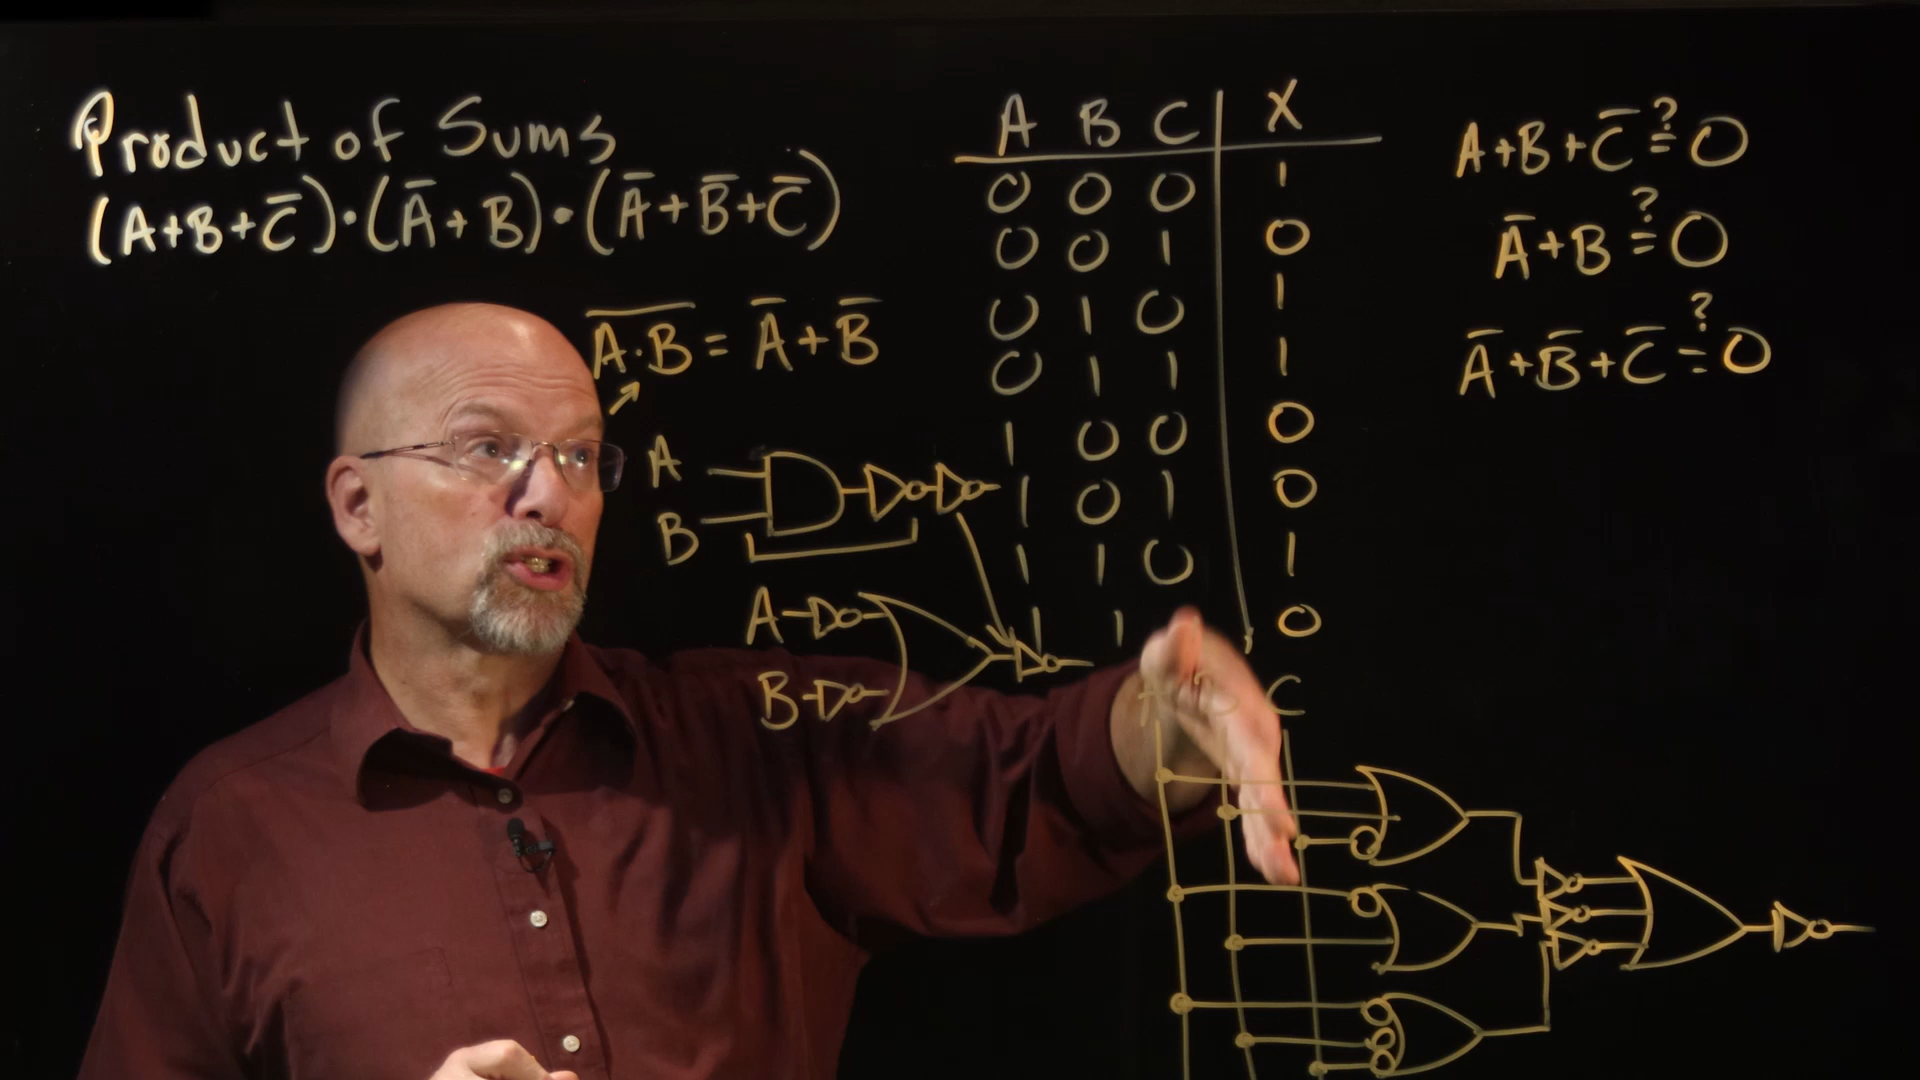 Product of Sums
(A+B+C̅)·(A̅+B)·(A̅+B̅+C̅)
A̅·̅B̅ = A̅+B̅
A
B
A
B
A B C X
0 0 0 1
0 0 1 0
0 1 0 1
0 1 1 1
1 0 0 0
1 0 1 0
1 1 0 1
1 1 0
C
A+B+C̅ ≟ 0
A̅+B ≟ 0
A̅+B̅+C̅ ≟ 0